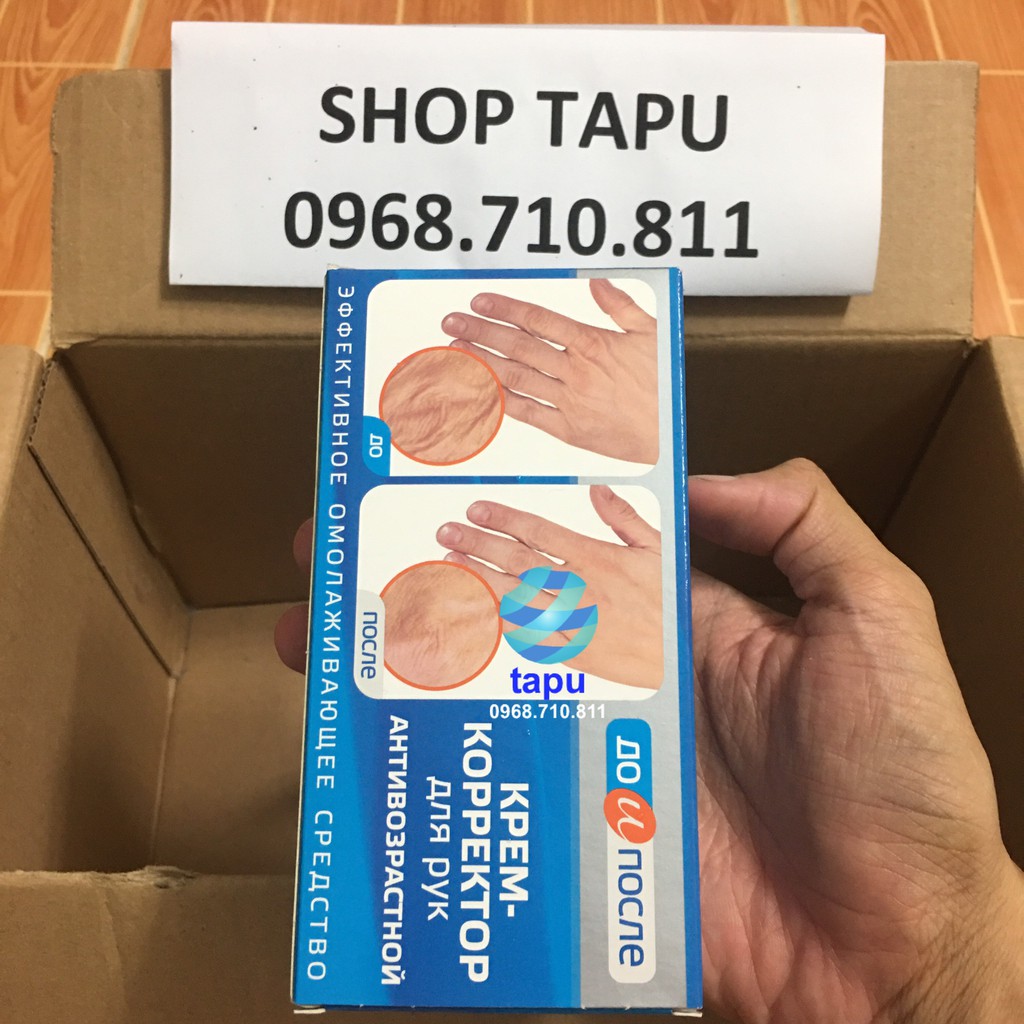 SHOP TAPU
0968.710.811
ДО и ПОСЛЕ
КРЕМ-
КОРРЕКТОР
для рук
АНТИВОЗРАСТНОЙ
ДО
ПОСЛЕ
ЭФФЕКТИВНОЕ ОМОЛАЖИВАЮЩЕЕ СРЕДСТВО
tapu
0968.710.811